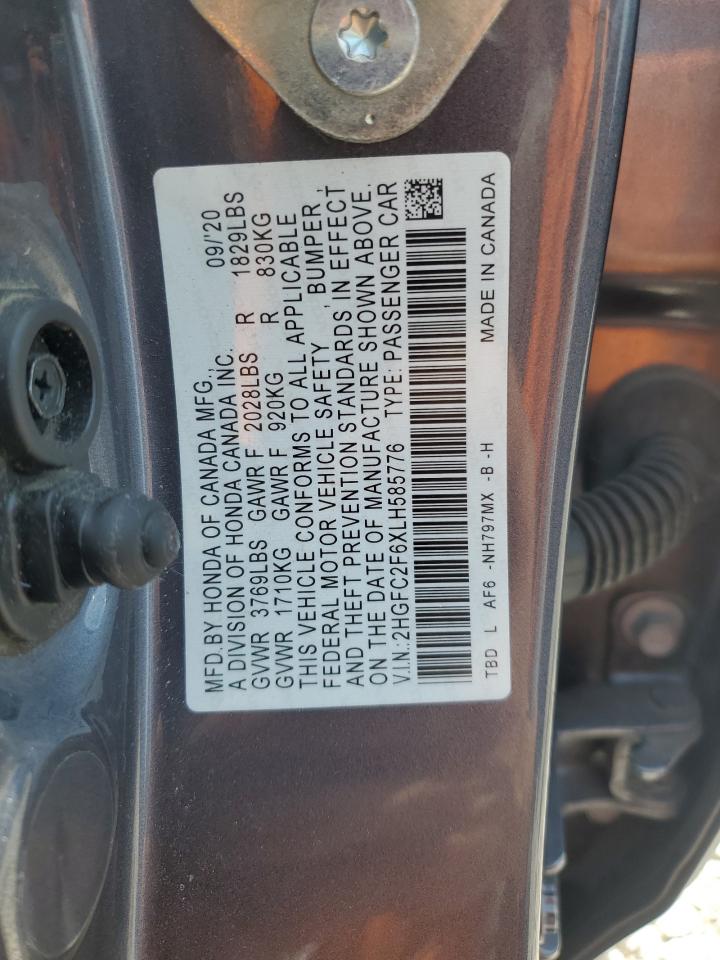 MFD. BY HONDA OF CANADA MFG., 09/'20
A DIVISION OF HONDA CANADA INC.
GVWR 3769LBS GAWR F 2028LBS R 1829LBS
GVWR 1710KG GAWR F 920KG R 830KG
THIS VEHICLE CONFORMS TO ALL APPLICABLE
FEDERAL MOTOR VEHICLE SAFETY, BUMPER,
AND THEFT PREVENTION STANDARDS IN EFFECT
ON THE DATE OF MANUFACTURE SHOWN ABOVE.
V.I.N.: 2HGFC2F6XLH585776 TYPE: PASSENGER CAR
TBD L AF6 -NH797MX -B -H MADE IN CANADA